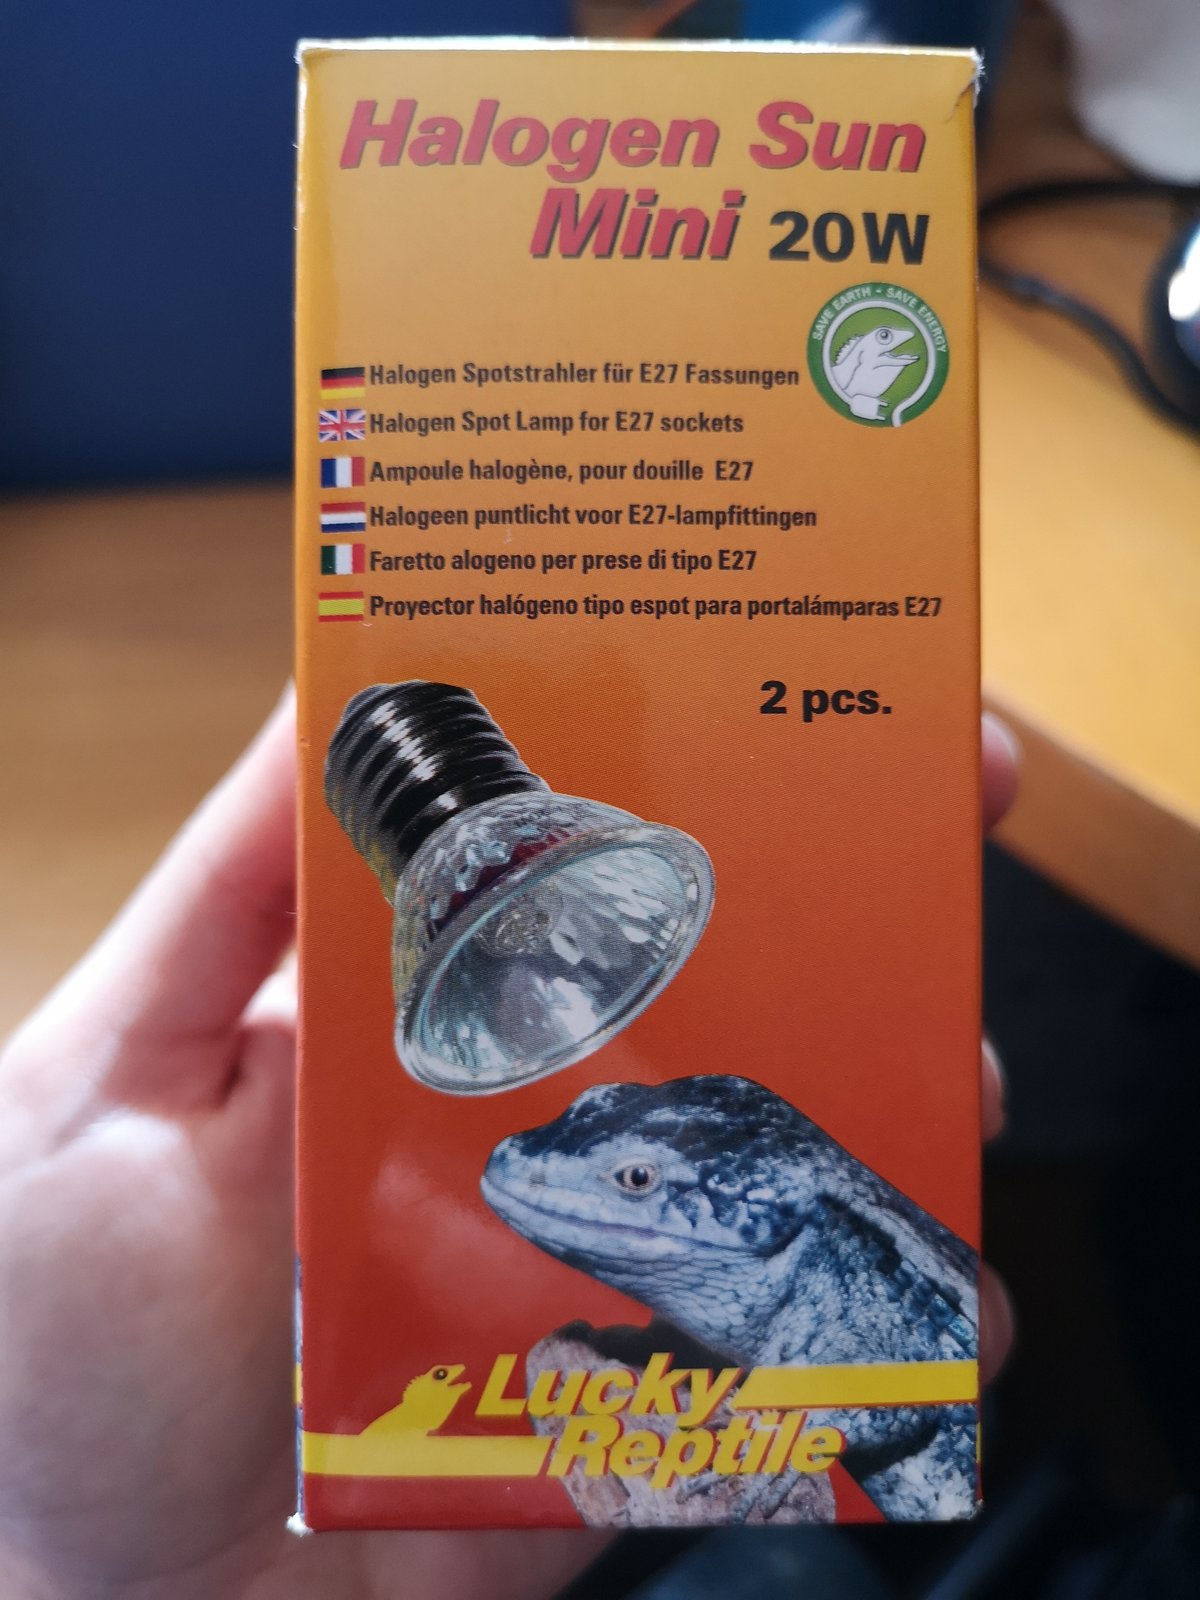 Halogen Sun
Mini 20W
SAVE EARTH - SAVE ENERGY
Halogen Spotstrahler für E27 Fassungen
Halogen Spot Lamp for E27 sockets
Ampoule halogène, pour douille E27
Halogeen puntlicht voor E27-lampfittingen
Faretto alogeno per prese di tipo E27
Proyector halógeno tipo espot para portalámparas E27
2 pcs.
Lucky
Reptile